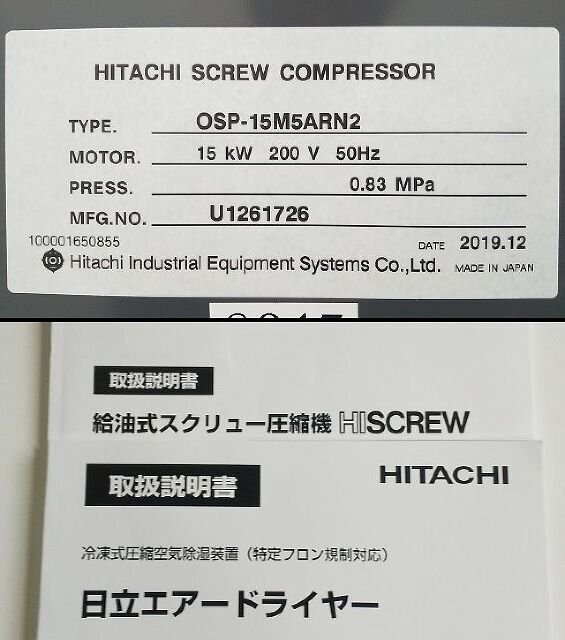 HITACHI SCREW COMPRESSOR
TYPE. OSP-15M5ARN2
MOTOR. 15 kW 200 V 50Hz
PRESS. 0.83 MPa
MFG.NO. U1261726
100001650855 DATE 2019.12
Hitachi Industrial Equipment Systems Co.,Ltd. MADE IN JAPAN
取扱説明書
給油式スクリュー圧縮機 HISCREW
HITACHI
取扱説明書
冷凍式圧縮空気除湿装置（特定フロン規制対応）
日立エアードライヤー